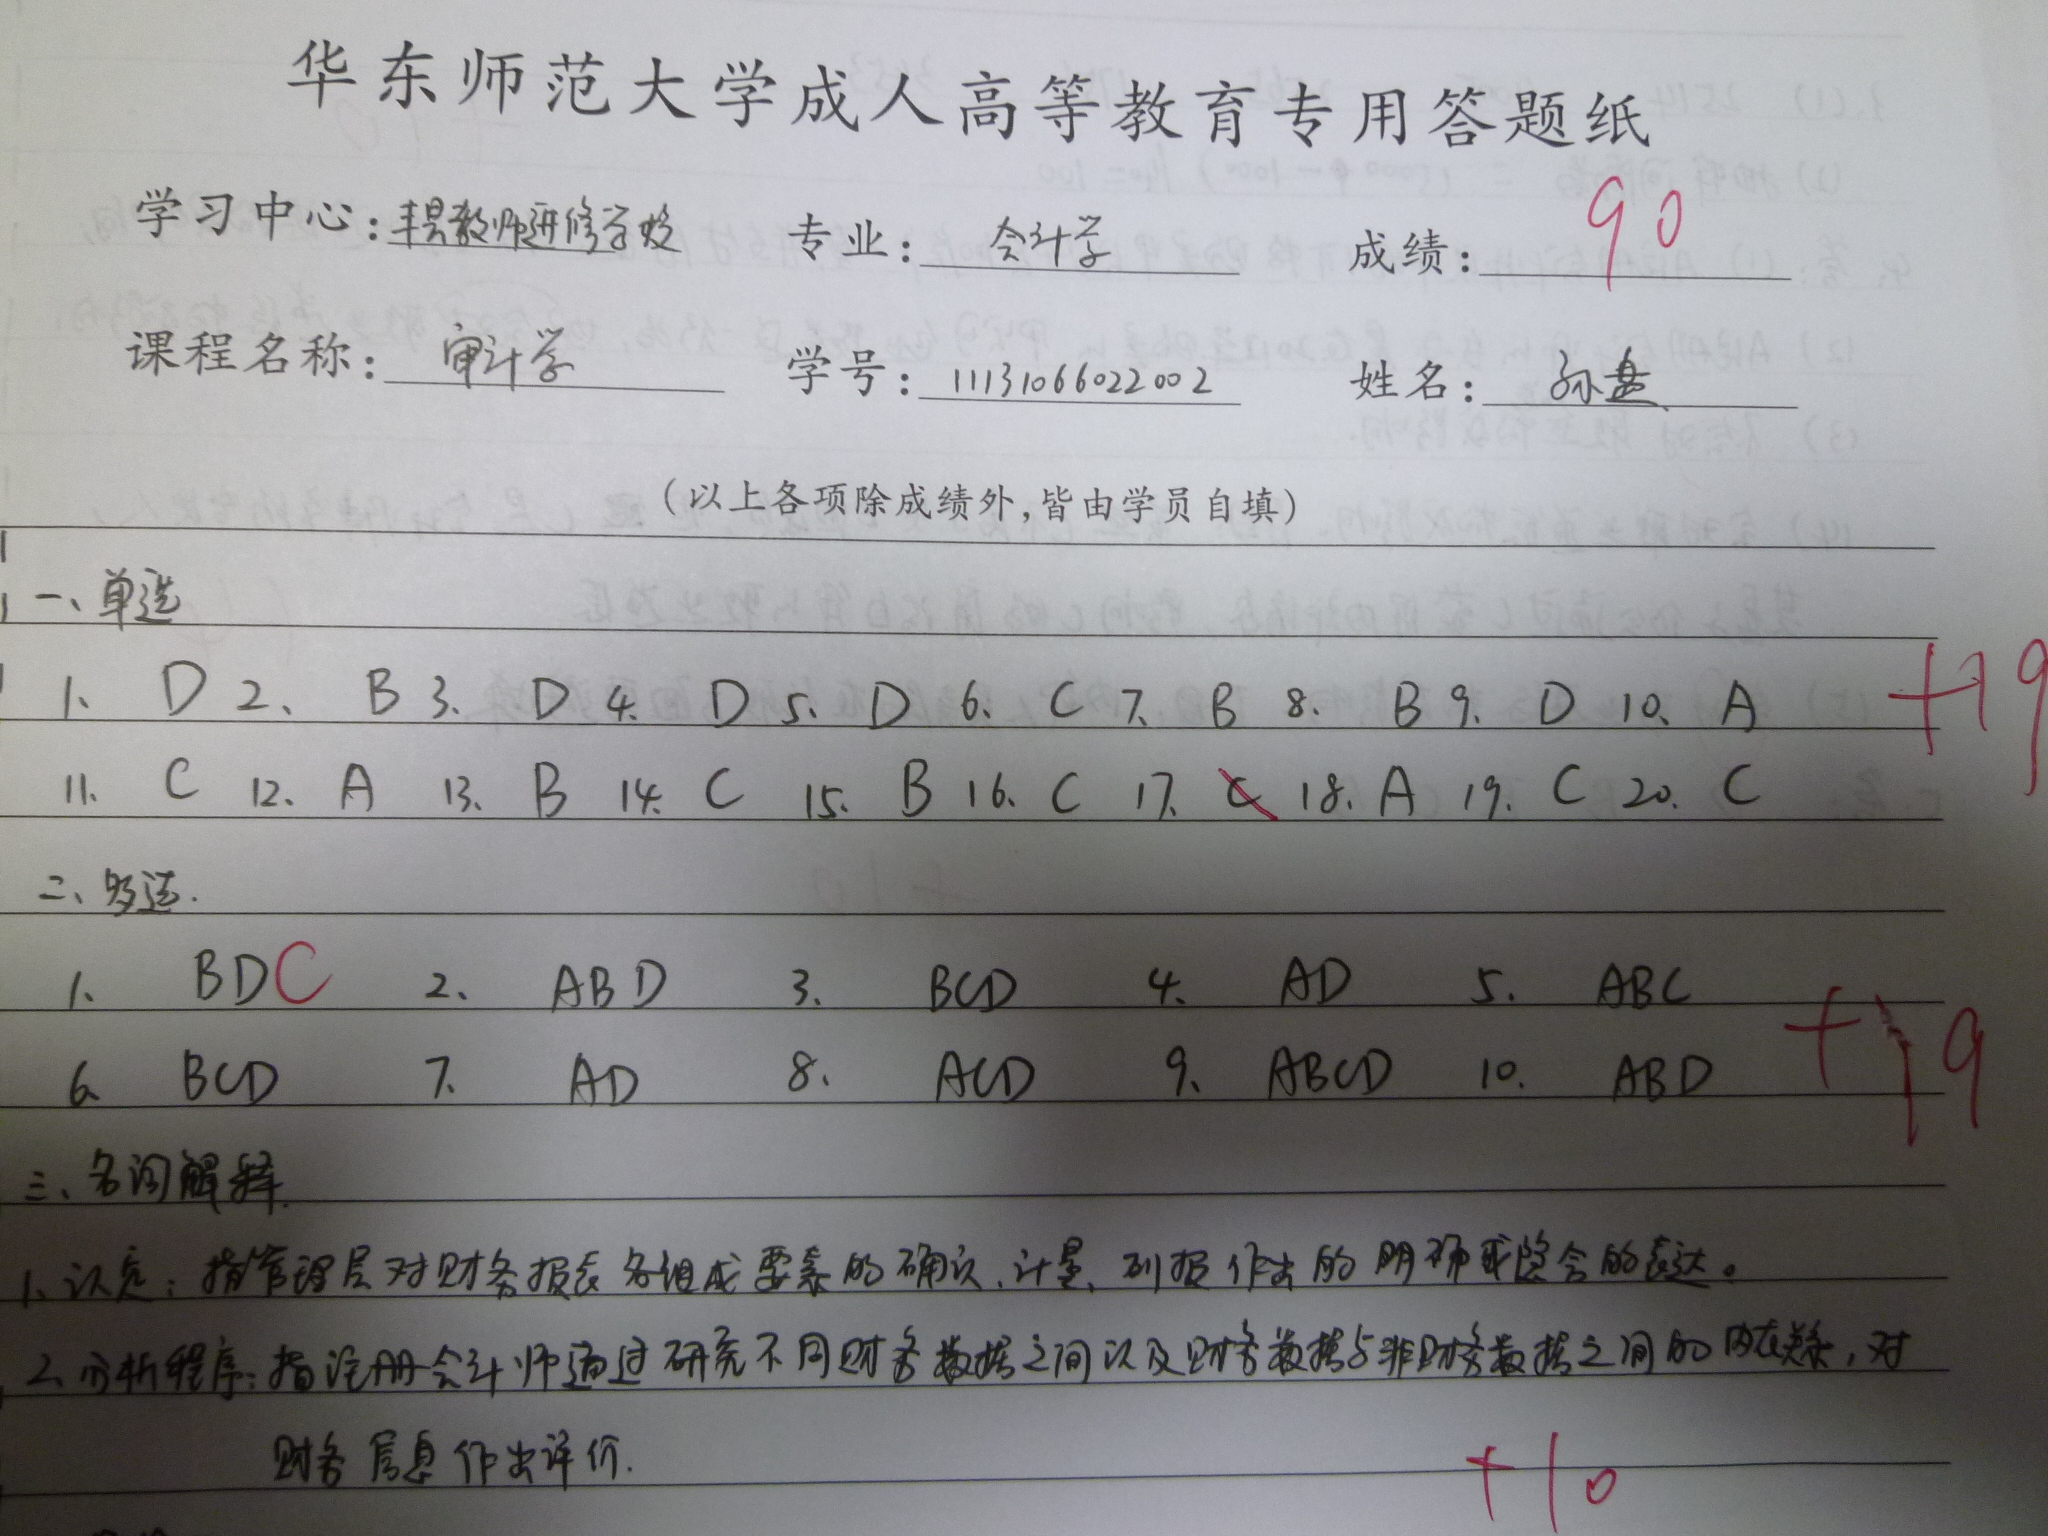 华东师范大学成人高等教育专用答题纸
学习中心：丰县教师进修学校 专业：会计学 成绩：90
课程名称：审计学 学号：11131066022002 姓名：孙盘
（以上各项除成绩外，皆由学员自填）
一、单选
1、D 2、B 3、D 4、D 5、D 6、C 7、B 8、B 9、D 10、A +19
11、C 12、A 13、B 14、C 15、B 16、C 17、C 18、A 19、C 20、C
二、多选.
1、BDC 2、ABD 3、BCD 4、AD 5、ABC +19
6、BCD 7、AD 8、ACD 9、ABCD 10、ABD
三、名词解释.
1、认定：指管理层对财务报表各组成要素的确认、计量、列报作出的明确或隐含的表达。
2、分析程序：指注册会计师通过研究不同财务数据之间以及财务数据与非财务数据之间的内在关系，对
财务信息作出评价. +10